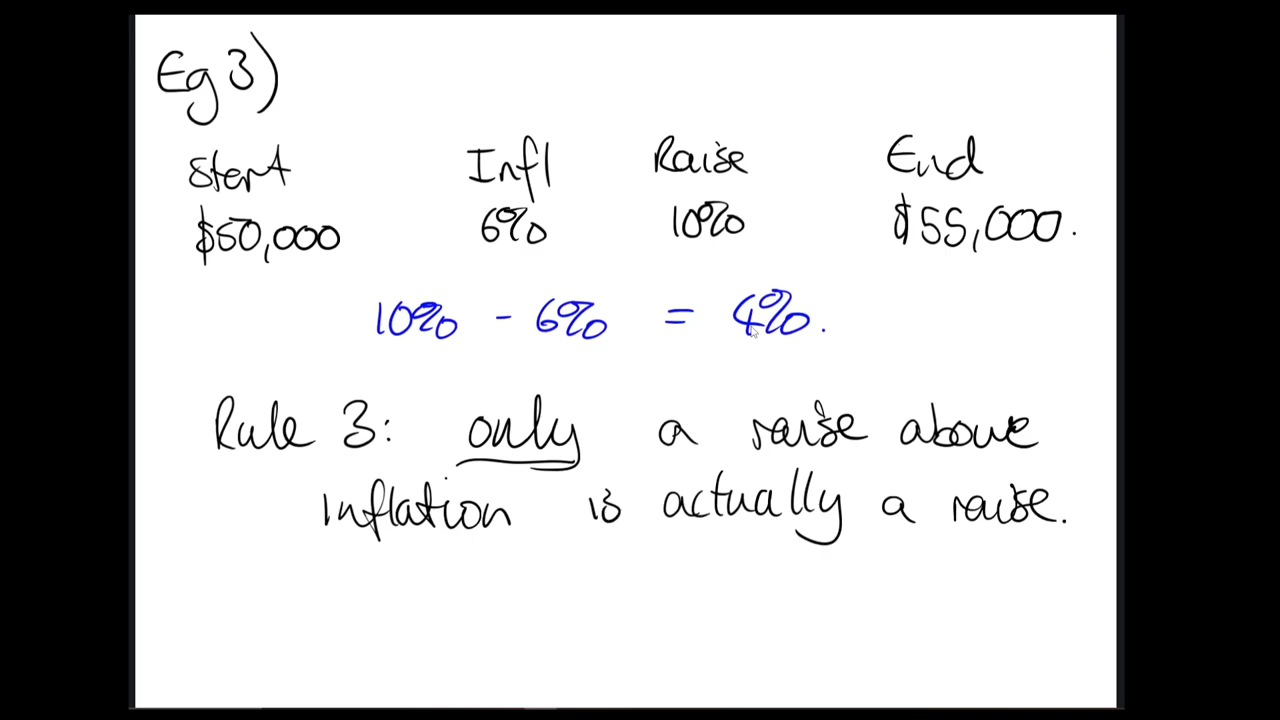 Eg 3)
Start Infl Raise End
$50,000 6% 10% $55,000.
10% - 6% = 4%.
Rule 3: only a raise above
inflation is actually a raise.